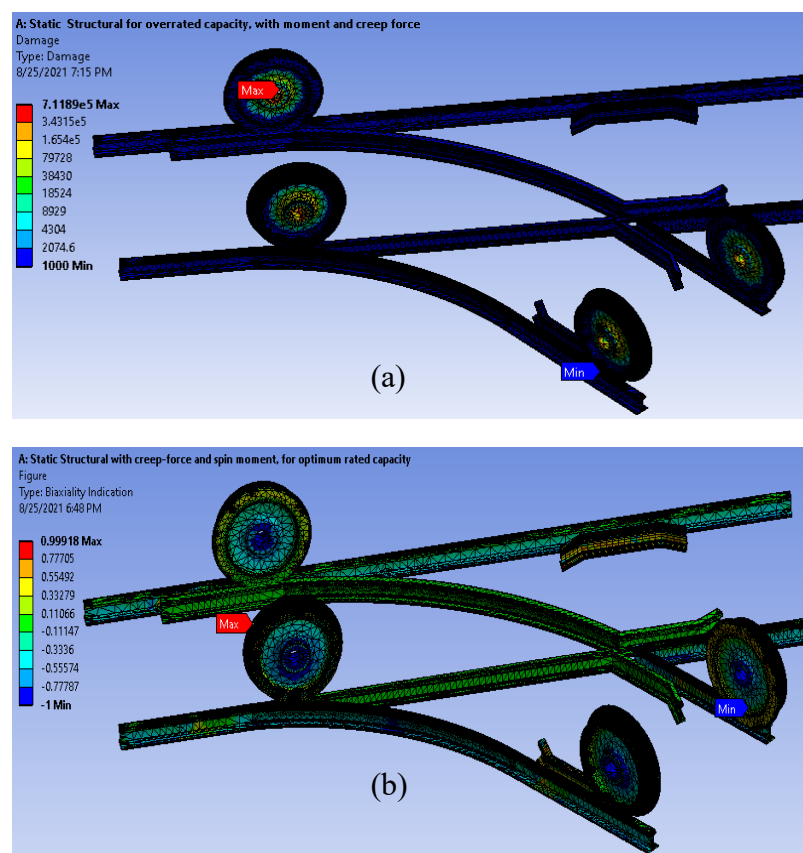 A: Static Structural for overrated capacity, with moment and creep force
Damage
Type: Damage
8/25/2021 7:15 PM
7.1189e5 Max
3.4315e5
1.654e5
79728
38430
18524
8929
4304
2074.6
1000 Min
Max
Min
(a)
A: Static Structural with creep-force and spin moment, for optimum rated capacity
Figure
Type: Biaxiality Indication
8/25/2021 6:48 PM
0.99918 Max
0.77705
0.55492
0.33279
0.11066
-0.11147
-0.3336
-0.55574
-0.77787
-1 Min
Max
Min
(b)